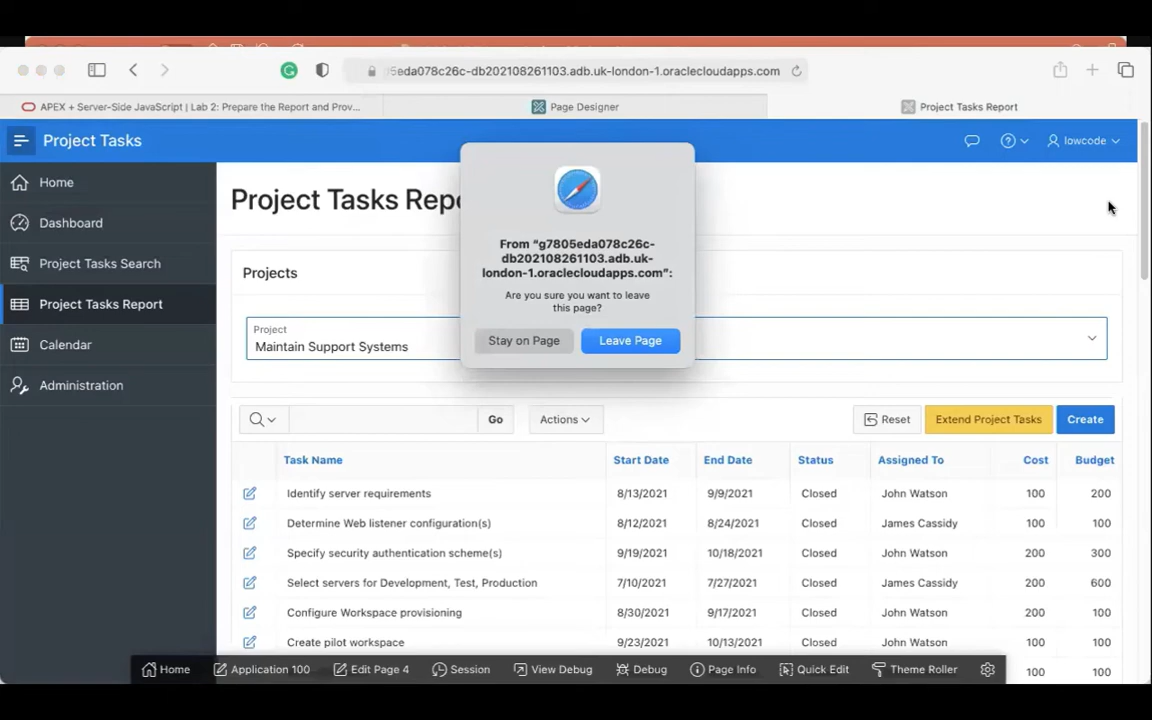 5eda078c26c-db202108261103.adb.uk-london-1.oraclecloudapps.com
APEX + Server-Side JavaScript | Lab 2: Prepare the Report and Prov...
Page Designer
Project Tasks Report
Project Tasks
lowcode
Home
Dashboard
Project Tasks Search
Project Tasks Report
Calendar
Administration
Project Tasks Repo
From “g7805eda078c26c-
db202108261103.adb.uk-
london-1.oraclecloudapps.com”:
Are you sure you want to leave
this page?
Stay on Page
Leave Page
Projects
Project
Maintain Support Systems
Go
Actions
Reset
Extend Project Tasks
Create
Task Name Start Date End Date Status Assigned To Cost Budget
Identify server requirements 8/13/2021 9/9/2021 Closed John Watson 100 200
Determine Web listener configuration(s) 8/12/2021 8/24/2021 Closed James Cassidy 100 100
Specify security authentication scheme(s) 9/19/2021 10/18/2021 Closed John Watson 200 300
Select servers for Development, Test, Production 7/10/2021 7/27/2021 Closed James Cassidy 200 600
Configure Workspace provisioning 8/30/2021 9/17/2021 Closed John Watson 200 100
Create pilot workspace 9/23/2021 10/13/2021 Closed John Watson 100 100
100 100
Home
Application 100
Edit Page 4
Session
View Debug
Debug
Page Info
Quick Edit
Theme Roller